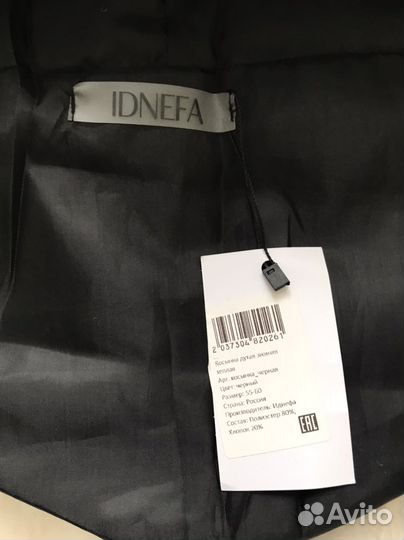 IDNEFA
2 037304 820261
Косынка дутая зимняя
теплая
Арт: косынка_черная
Цвет: черный
Размер: 55-60
Страна: Россия
Производитель: Иднефа
Состав: Полиэстер 80%,
Хлопок 20%
EAC
Avito